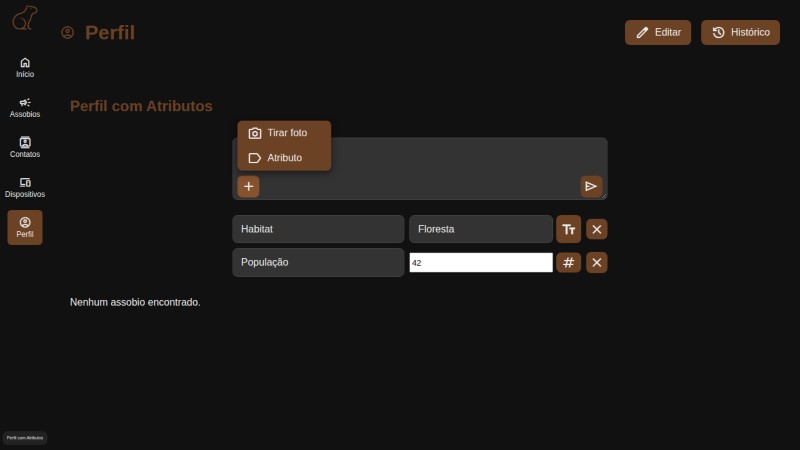 Perfil
Editar
Histórico
Início
Assobios
Contatos
Dispositivos
Perfil
Perfil com Atributos
Tirar foto
Atributo
Habitat
Floresta
Tт
População
42
#
Nenhum assobio encontrado.
Perfil com Atributos